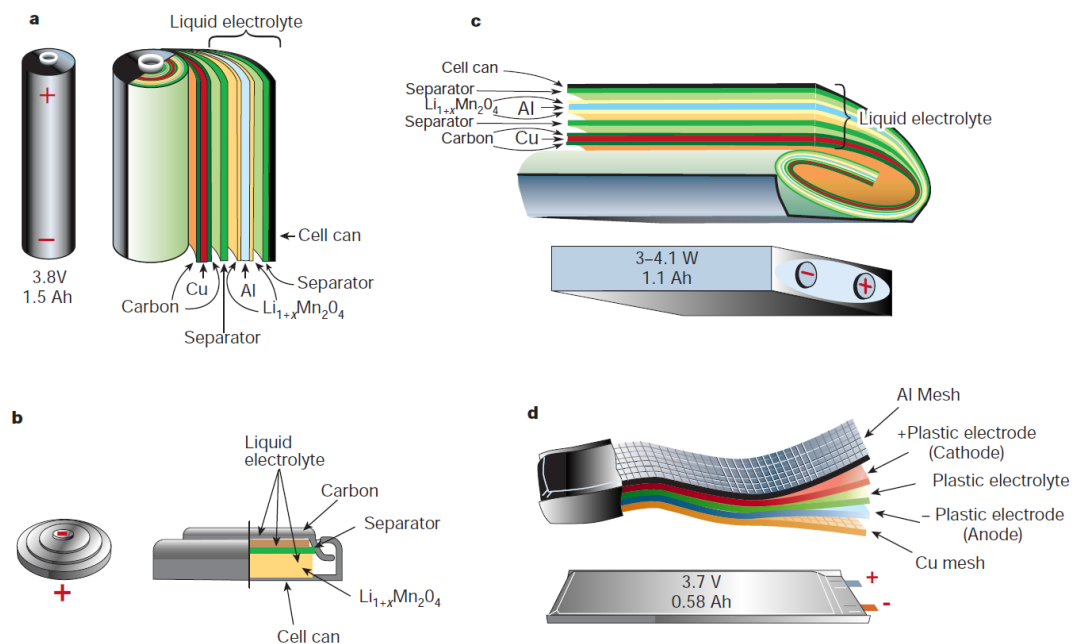 a
Liquid electrolyte
+
−
3.8V
1.5 Ah
Cell can
Separator
Cu
Al
Carbon
Li1+xMn2O4
Separator
c
Cell can
Separator
Li1+xMn2O4
Al
Separator
Carbon
Cu
Liquid electrolyte
3–4.1 W
1.1 Ah
−
+
b
Liquid
electrolyte
Carbon
Separator
−
+
Li1+xMn2O4
Cell can
d
Al Mesh
+Plastic electrode
(Cathode)
Plastic electrolyte
– Plastic electrode
(Anode)
Cu mesh
3.7 V
0.58 Ah
+
-